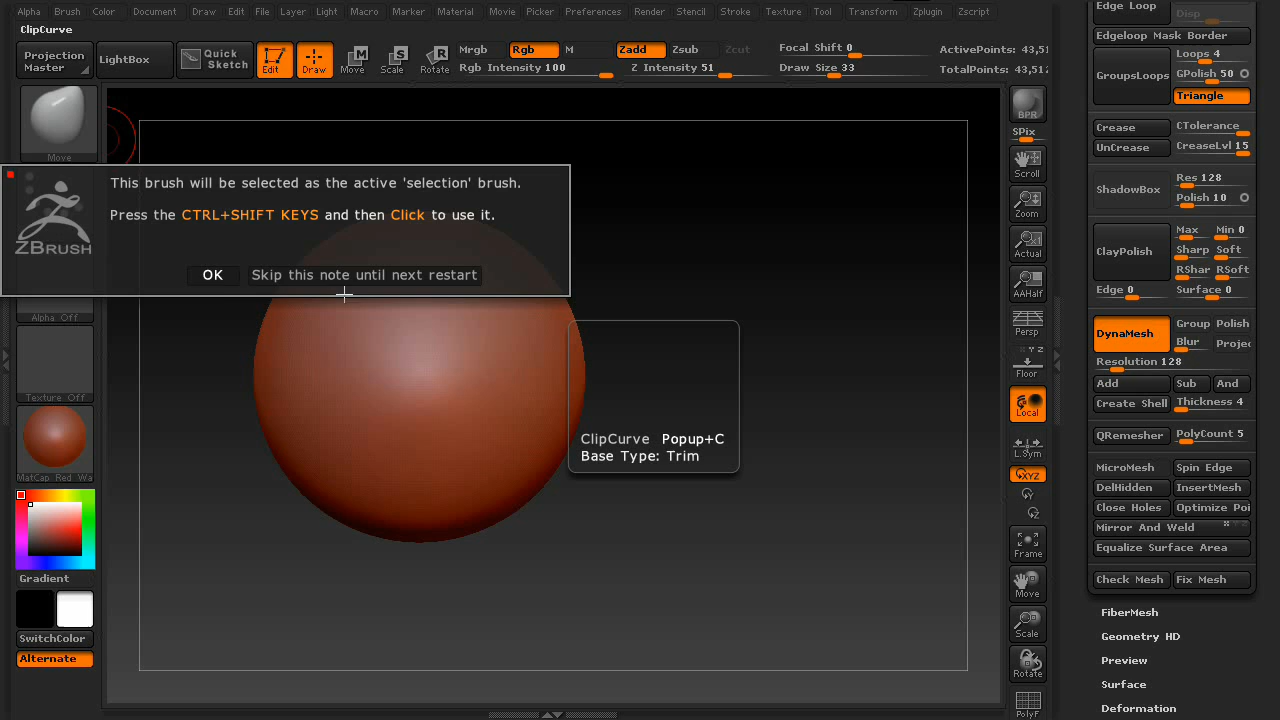 Alpha Brush Color Document Draw Edit File Layer Light Macro Marker Material Movie Picker Preferences Render Stencil Stroke Texture Tool Transform Zplugin Zscript
ClipCurve
Projection
Master
LightBox
Quick
Sketch
Edit
Draw
Move
Scale
Rotate
Mrgb Rgb M
Rgb Intensity 100
Zadd Zsub Zcut
Z Intensity 51
Focal Shift 0
Draw Size 33
ActivePoints: 43,51
TotalPoints: 43,512
Move
This brush will be selected as the active 'selection' brush.
Press the CTRL+SHIFT KEYS and then Click to use it.
ZBRUSH
OK Skip this note until next restart
Alpha Off
Texture Off
MatCap Red Wa
Gradient
SwitchColor
Alternate
ClipCurve Popup+C
Base Type: Trim
BPR
SPix
Scroll
Zoom
Actual
AAHalf
Persp
Floor
Local
L.Sym
XYZ
Y
Z
Frame
Move
Scale
Rotate
PolyF
Edge Loop
Disp
Edgeloop Mask Border
GroupsLoops
Loops 4
GPolish 50
Triangle
Crease
CTolerance
UnCrease
CreaseLvl 15
ShadowBox
Res 128
Polish 10
ClayPolish
Max Min 0
Sharp Soft
RShar RSoft
Edge 0 Surface 0
DynaMesh
Group Polish
Blur Projec
Resolution 128
Add Sub And
Create Shell Thickness 4
QRemesher PolyCount 5
MicroMesh Spin Edge
DelHidden InsertMesh
Close Holes Optimize Poi
Mirror And Weld
Equalize Surface Area
Check Mesh Fix Mesh
FiberMesh
Geometry HD
Preview
Surface
Deformation